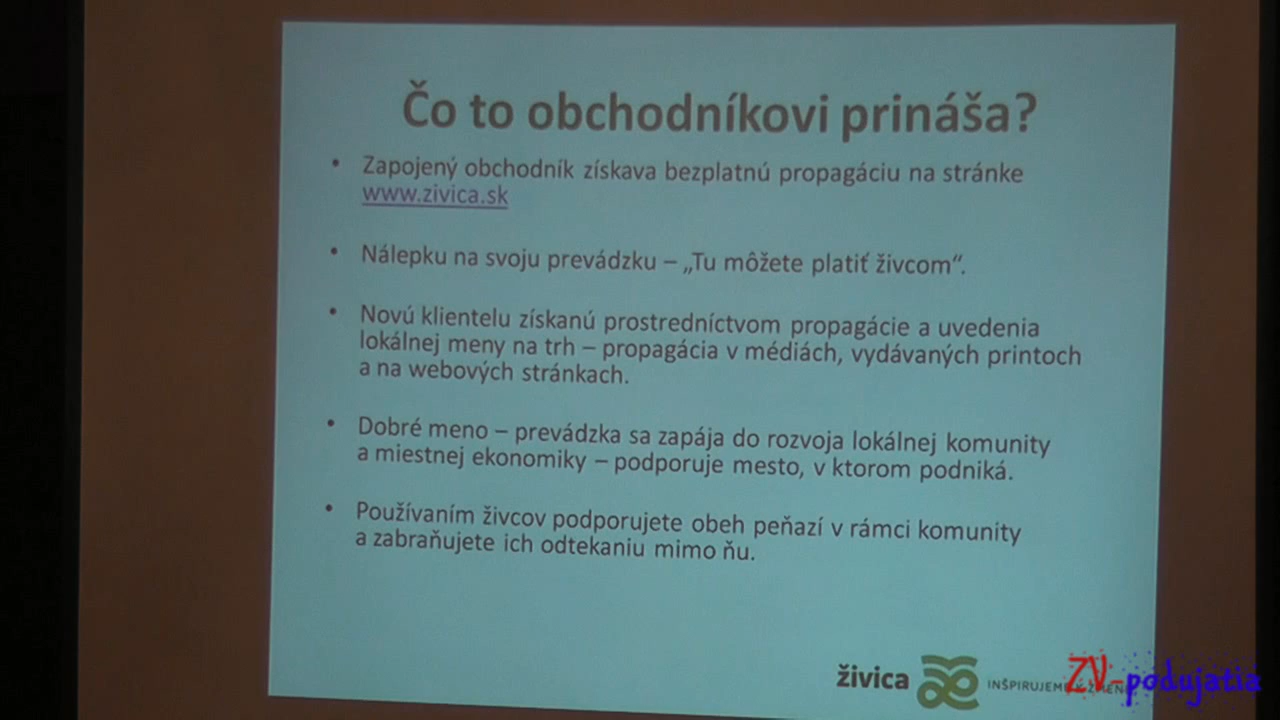 Čo to obchodníkovi prináša?
• Zapojený obchodník získava bezplatnú propagáciu na stránke
www.zivica.sk
• Nálepku na svoju prevádzku – „Tu môžete platiť živcom“.
• Novú klientelu získanú prostredníctvom propagácie a uvedenia
lokálnej meny na trh – propagácia v médiách, vydávaných printoch
a na webových stránkach.
• Dobré meno – prevádzka sa zapája do rozvoja lokálnej komunity
a miestnej ekonomiky – podporuje mesto, v ktorom podniká.
• Používaním živcov podporujete obeh peňazí v rámci komunity
a zabraňujete ich odtekaniu mimo ňu.
živica
ZV-podujatia